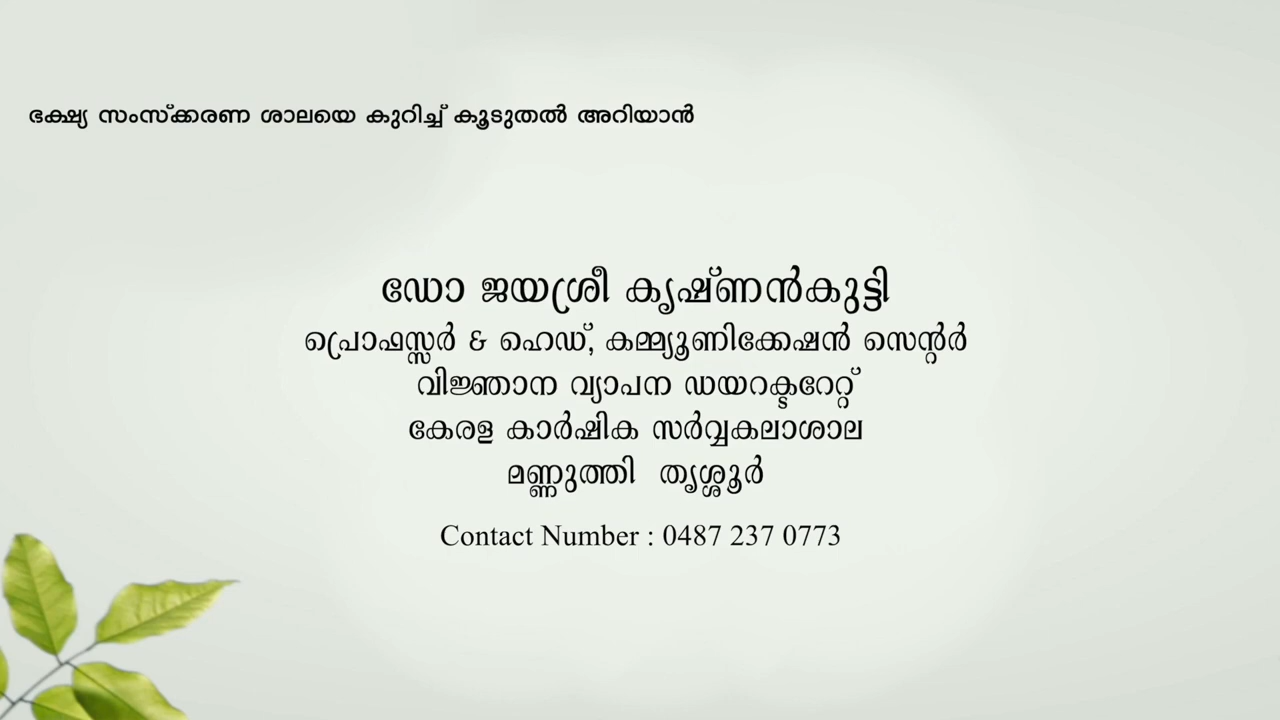 ഭക്ഷ്യ സംസ്ക്കരണ ശാലയെ കുറിച്ച് കൂടുതൽ അറിയാൻ
ഡോ ജയശ്രീ കൃഷ്ണൻകുട്ടി
പ്രൊഫസ്സർ & ഹെഡ്, കമ്മ്യൂണിക്കേഷൻ സെന്റർ
വിജ്ഞാന വ്യാപന ഡയറക്ടറേറ്റ്
കേരള കാർഷിക സർവ്വകലാശാല
മണ്ണുത്തി തൃശ്ശൂർ
Contact Number : 0487 237 0773